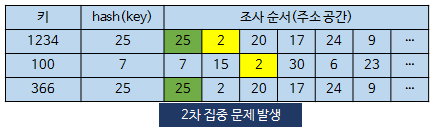 키 hash(key) 조사 순서(주소 공간)
1234 25 25 2 20 17 24 9 ...
100 7 7 15 2 30 6 23 ...
366 25 25 2 20 17 24 9 ...
2차 집중 문제 발생